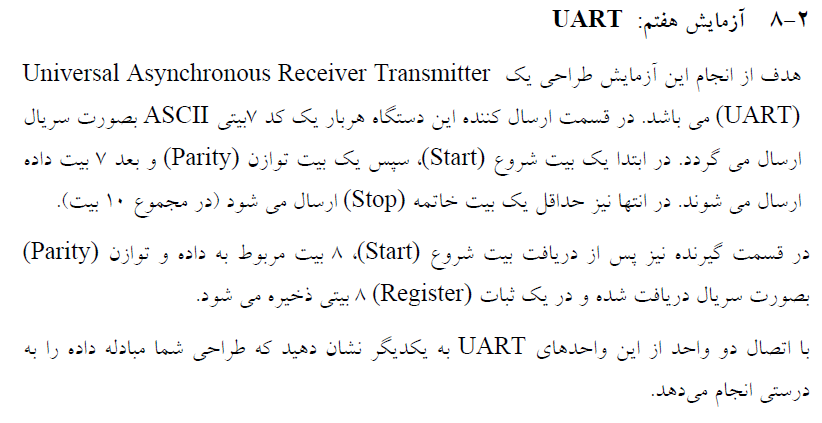 ۸-۲ آزمایش هفتم: UART
هدف از انجام این آزمایش طراحی یک Universal Asynchronous Receiver Transmitter
(UART) می باشد. در قسمت ارسال کننده این دستگاه هربار یک کد ۷بیتی ASCII بصورت سریال
ارسال می گردد. در ابتدا یک بیت شروع (Start)، سپس یک بیت توازن (Parity) و بعد ۷ بیت داده
ارسال می شوند. در انتها نیز حداقل یک بیت خاتمه (Stop) ارسال می شود (در مجموع ۱۰ بیت).
در قسمت گیرنده نیز پس از دریافت بیت شروع (Start)، ۸ بیت مربوط به داده و توازن (Parity)
بصورت سریال دریافت شده و در یک ثبات (Register) ۸ بیتی ذخیره می شود.
با اتصال دو واحد از این واحدهای UART به یکدیگر نشان دهید که طراحی شما مبادله داده را به
درستی انجام می‌دهد.